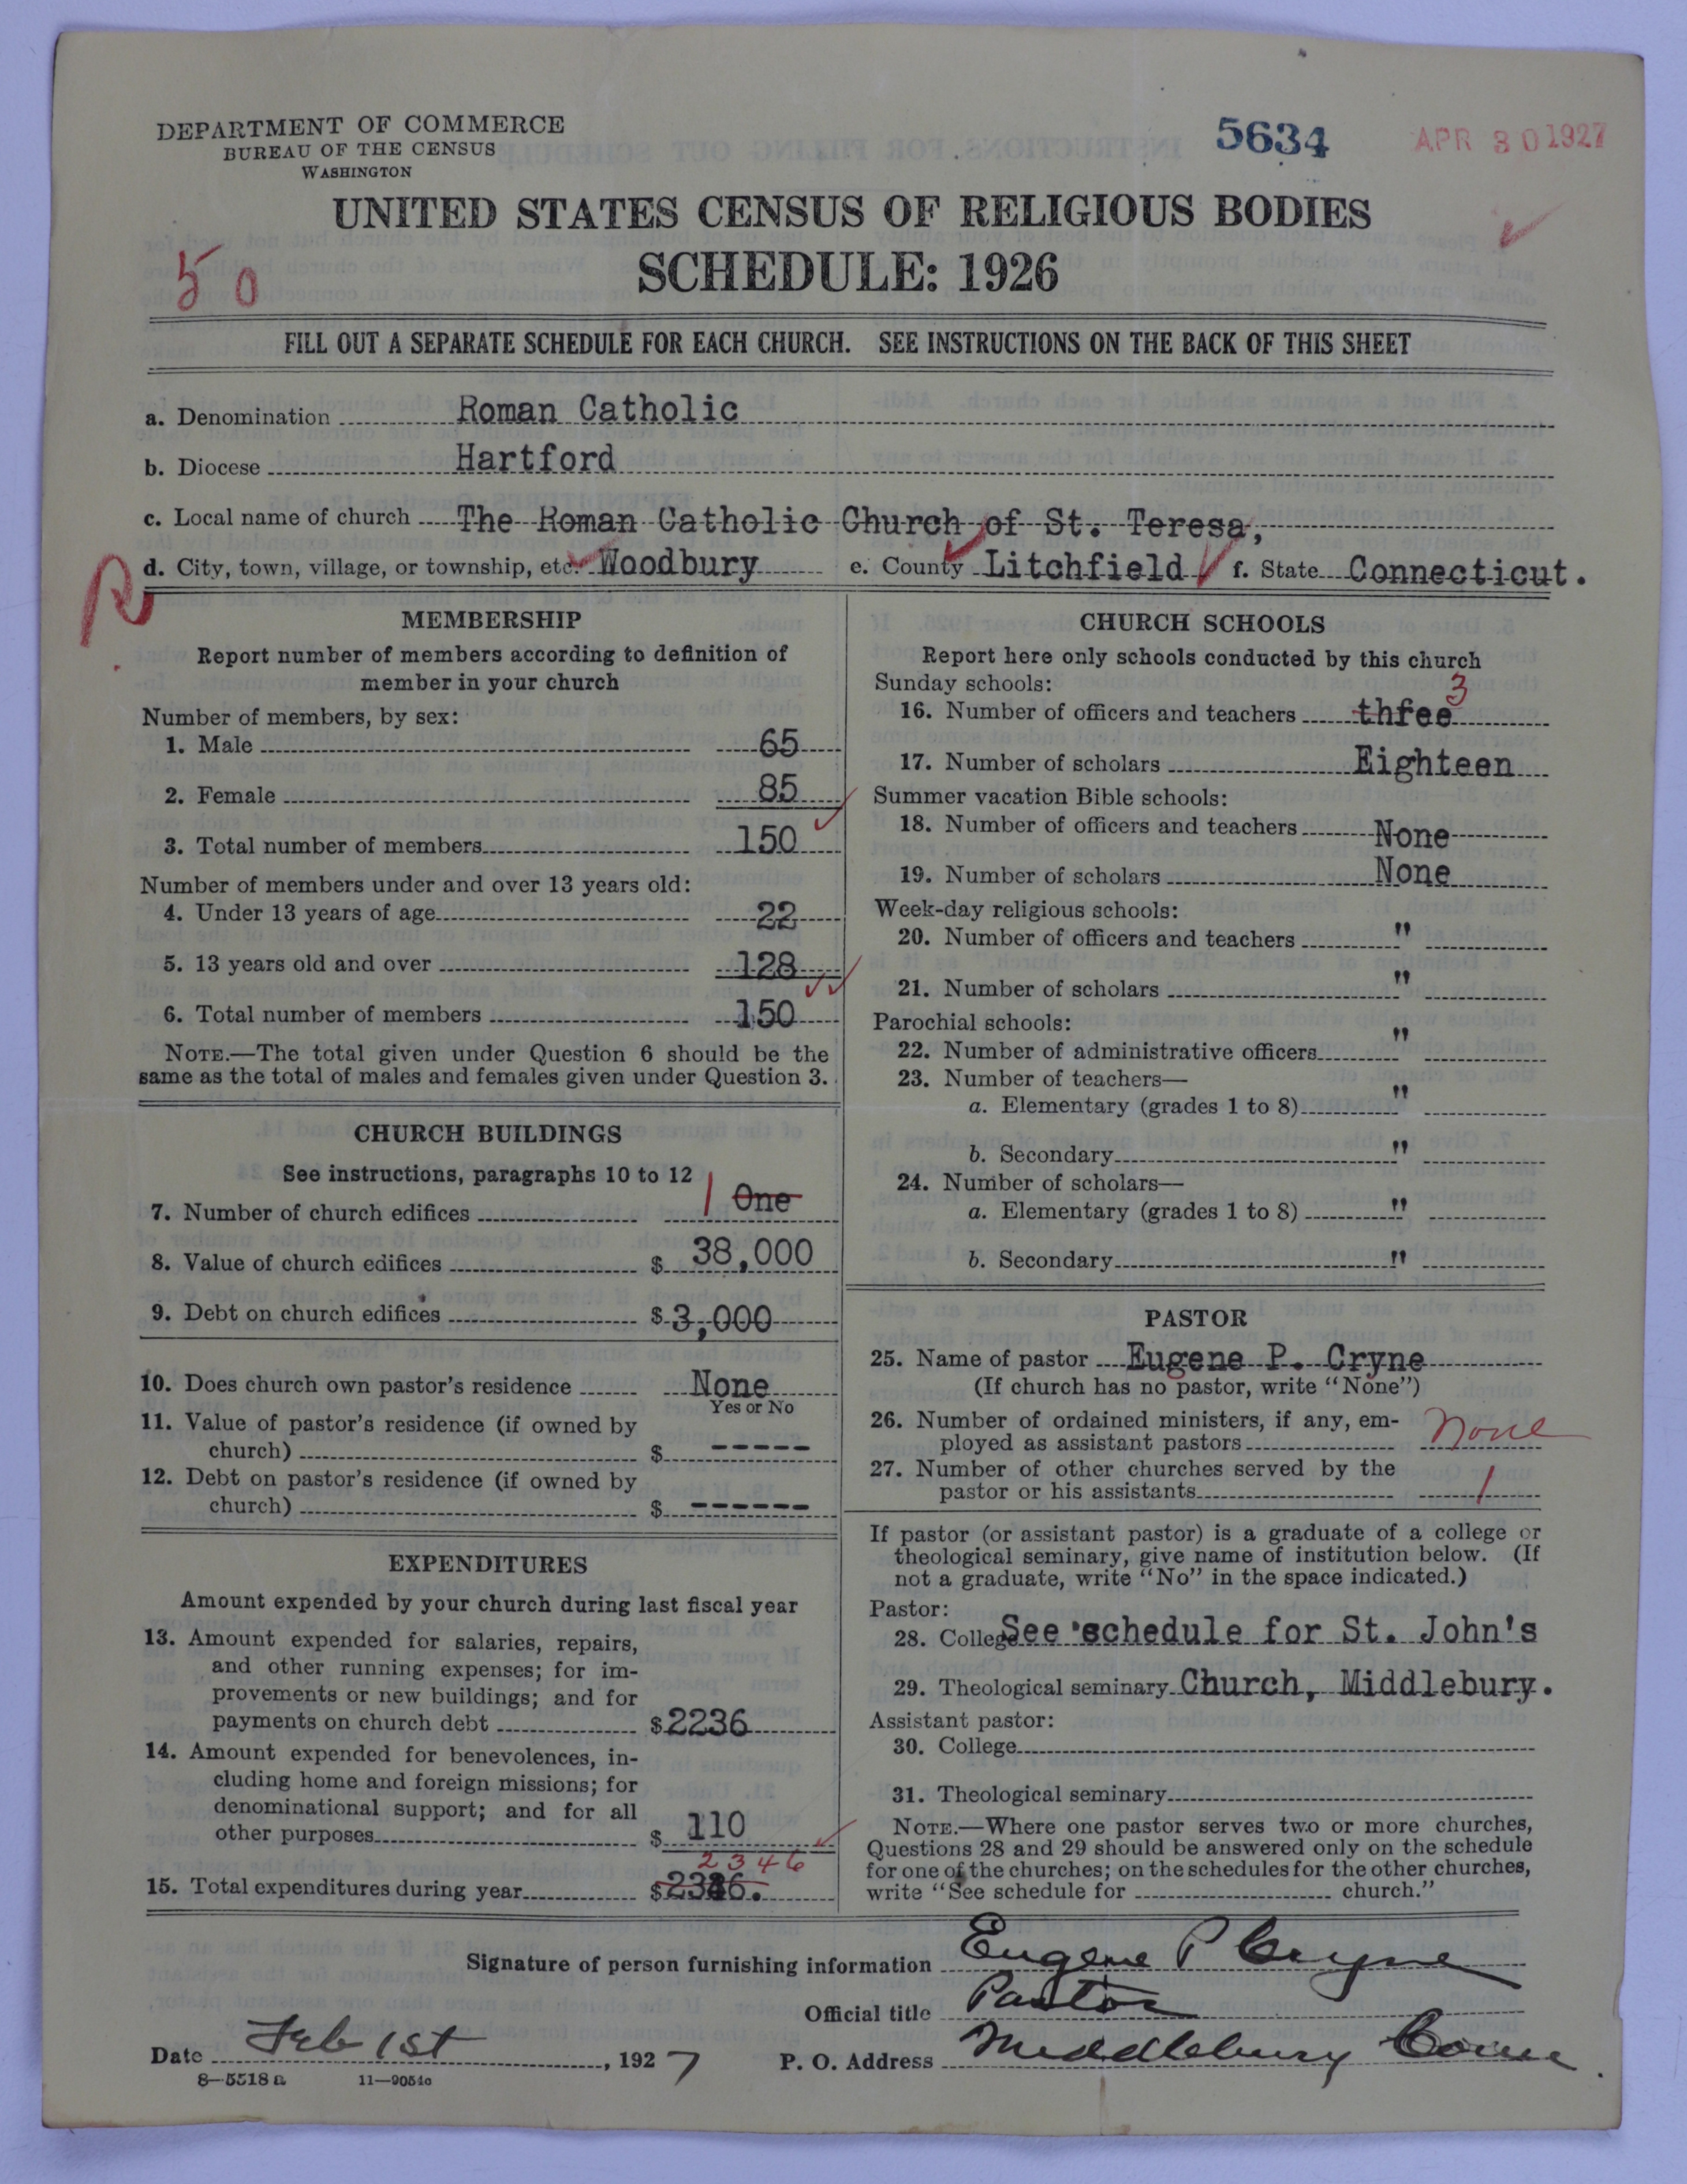 DEPARTMENT OF COMMERCE
BUREAU OF THE CENSUS
WASHINGTON
5634
APR 30 1927
UNITED STATES CENSUS OF RELIGIOUS BODIES
SCHEDULE: 1926
50
FILL OUT A SEPARATE SCHEDULE FOR EACH CHURCH. SEE INSTRUCTIONS ON THE BACK OF THIS SHEET
a. Denomination Roman Catholic
b. Diocese Hartford
c. Local name of church The Roman Catholic Church of St. Teresa,
d. City, town, village, or township, etc. Woodbury e. County Litchfield f. State Connecticut.
R
MEMBERSHIP
Report number of members according to definition of
member in your church
Number of members, by sex:
1. Male 65
2. Female 85
3. Total number of members 150
Number of members under and over 13 years old:
4. Under 13 years of age 22
5. 13 years old and over 128
6. Total number of members 150
NOTE.—The total given under Question 6 should be the
same as the total of males and females given under Question 3.
CHURCH BUILDINGS
See instructions, paragraphs 10 to 12
7. Number of church edifices 1 One
8. Value of church edifices $ 38,000
9. Debt on church edifices $ 3,000
10. Does church own pastor's residence None
Yes or No
11. Value of pastor's residence (if owned by
church) $ -----
12. Debt on pastor's residence (if owned by
church) $ ------
EXPENDITURES
Amount expended by your church during last fiscal year
13. Amount expended for salaries, repairs,
and other running expenses; for im-
provements or new buildings; and for
payments on church debt $2236
14. Amount expended for benevolences, in-
cluding home and foreign missions; for
denominational support; and for all
other purposes $ 110
2346
15. Total expenditures during year $
CHURCH SCHOOLS
Report here only schools conducted by this church
Sunday schools:
3
16. Number of officers and teachers three
17. Number of scholars Eighteen
Summer vacation Bible schools:
18. Number of officers and teachers None
19. Number of scholars None
Week-day religious schools:
20. Number of officers and teachers "
21. Number of scholars "
Parochial schools:
22. Number of administrative officers "
23. Number of teachers—
a. Elementary (grades 1 to 8) "
b. Secondary "
24. Number of scholars—
a. Elementary (grades 1 to 8) "
b. Secondary "
PASTOR
25. Name of pastor Eugene P. Cryne
(If church has no pastor, write "None")
26. Number of ordained ministers, if any, em-
ployed as assistant pastors None
27. Number of other churches served by the
pastor or his assistants 1
If pastor (or assistant pastor) is a graduate of a college or
theological seminary, give name of institution below. (If
not a graduate, write "No" in the space indicated.)
Pastor:
28. College See schedule for St. John's
29. Theological seminary Church, Middlebury.
Assistant pastor:
30. College
31. Theological seminary
NOTE.—Where one pastor serves two or more churches,
Questions 28 and 29 should be answered only on the schedule
for one of the churches; on the schedules for the other churches,
write "See schedule for church."
Signature of person furnishing information Eugene P Cryne
Official title Pastor
Date Feb 1st, 1927 P. O. Address Middlebury Conn.
8—5518a 11—9054c